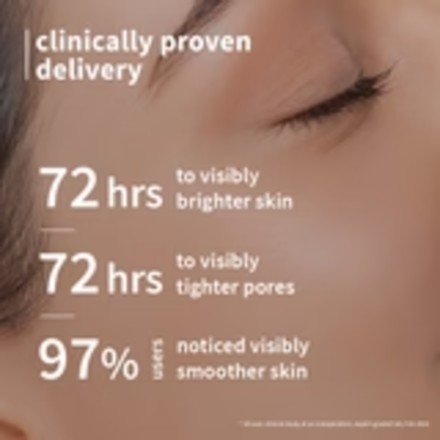 clinically proven
delivery
72 hrs to visibly
brighter skin
72 hrs to visibly
tighter pores
97% users noticed visibly
smoother skin